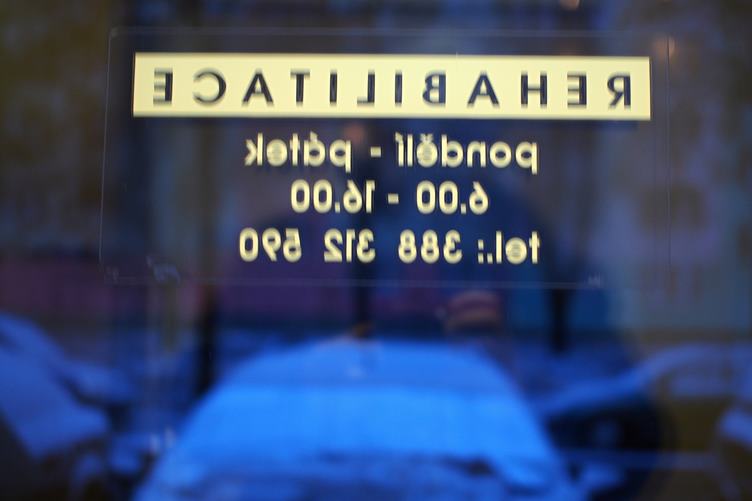 REHABILITACE
pondělí - pátek
6.00 - 16.00
tel.: 388 312 590